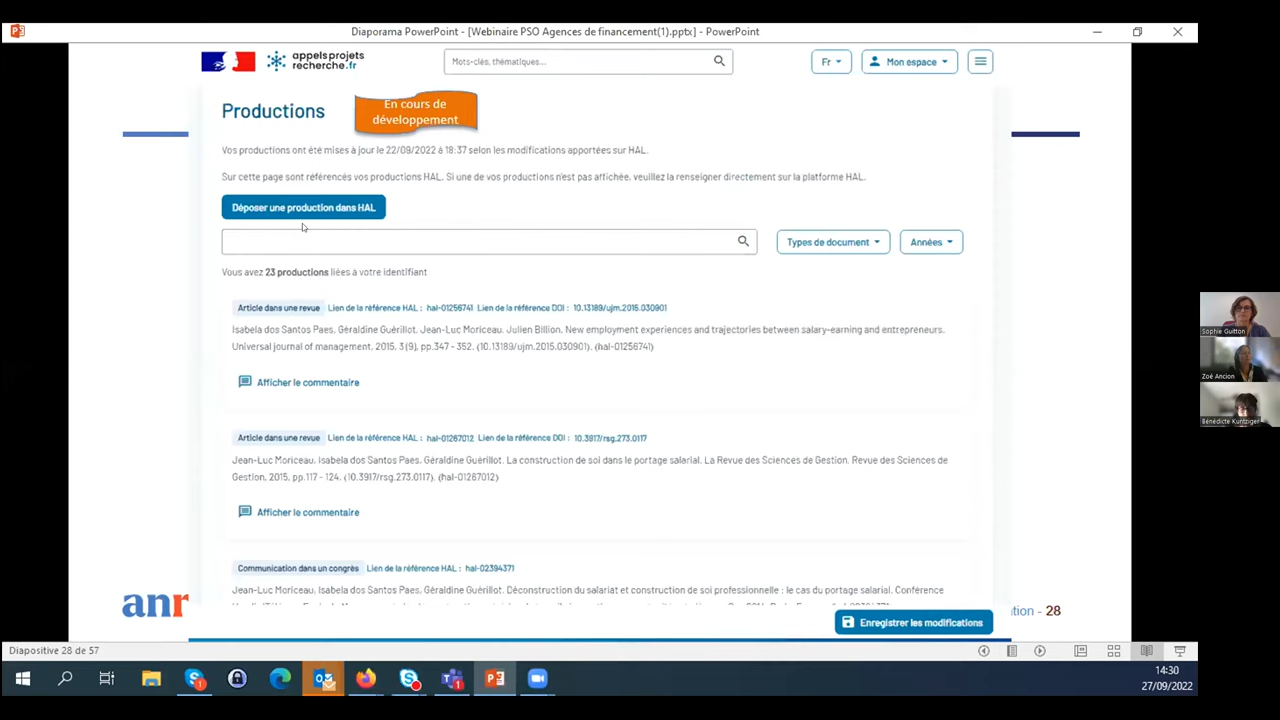 Diaporama PowerPoint - [Webinaire PSO Agences de financement(1).pptx] - PowerPoint
appelsprojets
recherche.fr
Mots-clés, thématiques...
Fr
Mon espace
Productions
En cours de
développement
Vos productions ont été mises à jour le 22/09/2022 à 18:37 selon les modifications apportées sur HAL.
Sur cette page sont référencés vos productions HAL. Si une de vos productions n'est pas affichée, veuillez la renseigner directement sur la platforme HAL.
Déposer une production dans HAL
Types de document
Années
Vous avez 23 productions liées à votre identifiant
Article dans une revue Lien de la référence HAL : hal-01256741 Lien de la référence DOI : 10.13189/ujm.2015.030901
Isabela dos Santos Paes, Géraldine Guérillot, Jean-Luc Moriceau, Julien Billion. New employment experiences and trajectories between salary-earning and entrepreneurs.
Universal journal of management, 2015, 3 (9), pp.347 - 352. ⟨10.13189/ujm.2015.030901⟩. ⟨hal-01256741⟩
Afficher le commentaire
Article dans une revue Lien de la référence HAL : hal-01267012 Lien de la référence DOI : 10.3917/rsg.273.0117
Jean-Luc Moriceau, Isabela dos Santos Paes, Géraldine Guérillot. La construction de soi dans le portage salarial. La Revue des Sciences de Gestion. Revue des Sciences de
Gestion, 2015, pp.117 - 124. ⟨10.3917/rsg.273.0117⟩. ⟨hal-01267012⟩
Afficher le commentaire
Communication dans un congrès Lien de la référence HAL : hal-02394371
Jean-Luc Moriceau, Isabela dos Santos Paes, Géraldine Guérillot. Déconstruction du salariat et construction de soi professionnelle : le cas du portage salarial. Conférence
anr
Enregistrer les modifications
tion - 28
Diapositive 28 de 57
14:30
27/09/2022
Sophie Guitton
Zoé Ancion
Bénédicte Kuntziger